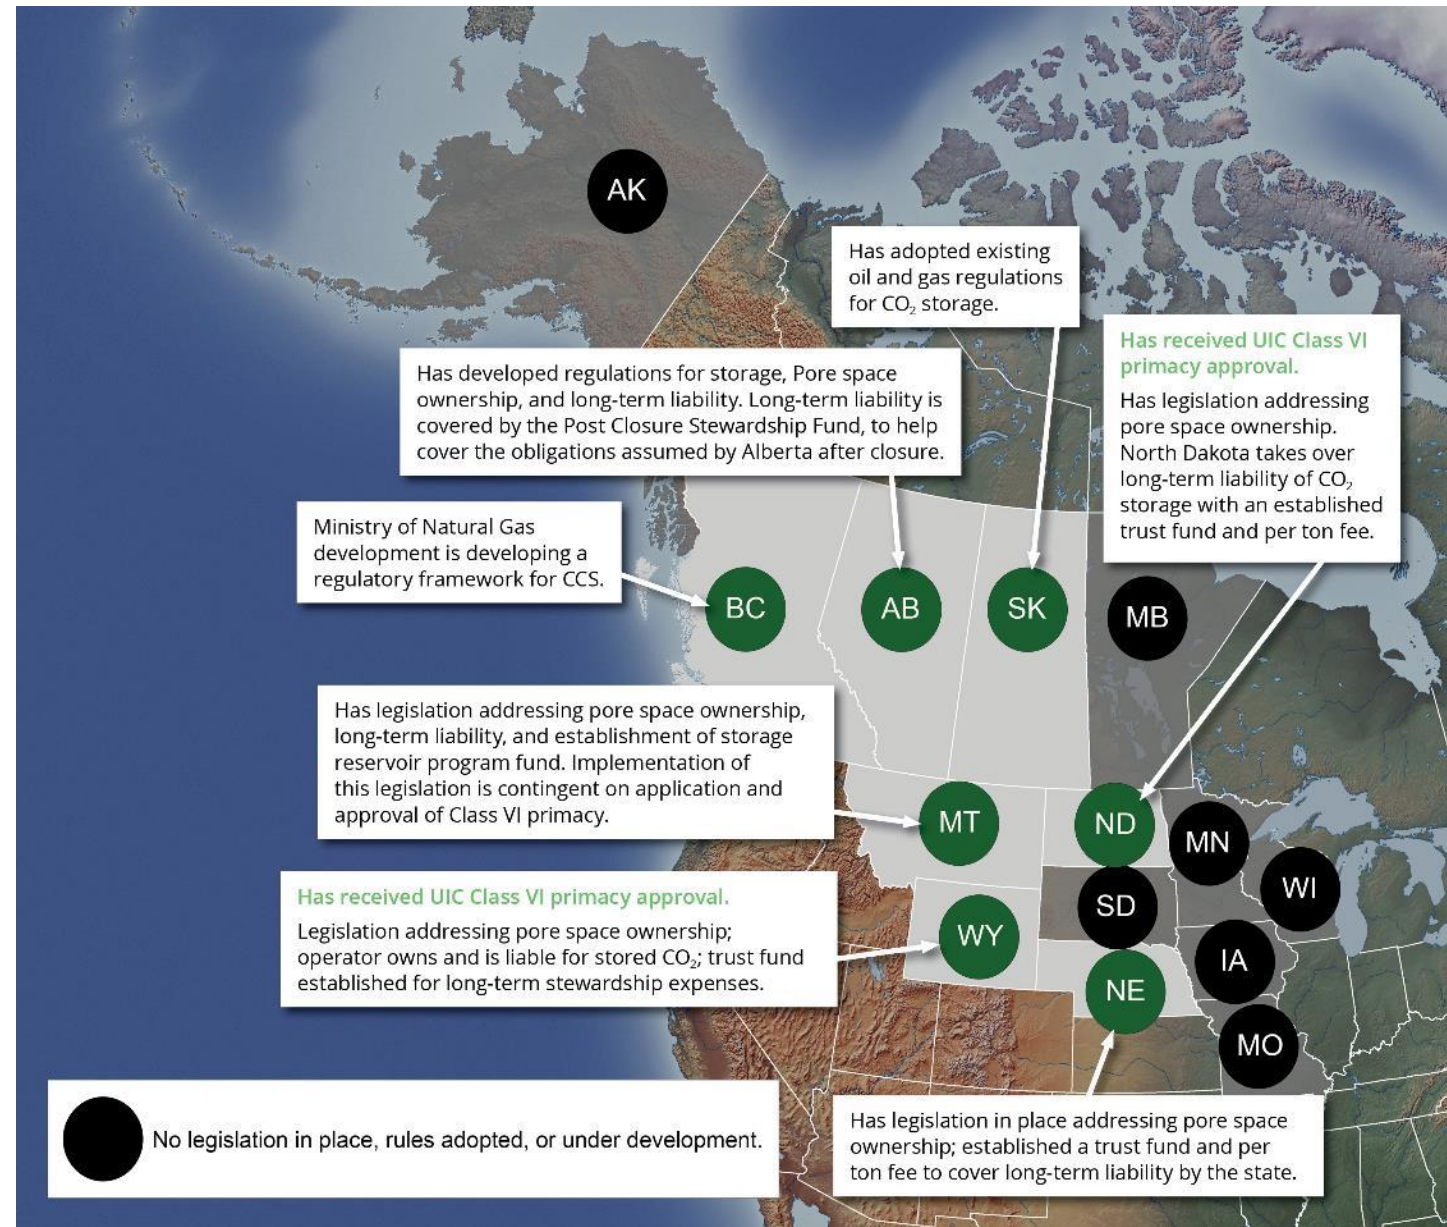 AK
Has adopted existing
oil and gas regulations
for CO₂ storage.
Has received UIC Class VI
primacy approval.
Has legislation addressing
pore space ownership.
North Dakota takes over
long-term liability of CO₂
storage with an established
trust fund and per ton fee.
Has developed regulations for storage, Pore space
ownership, and long-term liability. Long-term liability is
covered by the Post Closure Stewardship Fund, to help
cover the obligations assumed by Alberta after closure.
Ministry of Natural Gas
development is developing a
regulatory framework for CCS.
BC
AB
SK
MB
Has legislation addressing pore space ownership,
long-term liability, and establishment of storage
reservoir program fund. Implementation of
this legislation is contingent on application and
approval of Class VI primacy.
MT
ND
MN
WI
SD
Has received UIC Class VI primacy approval.
Legislation addressing pore space ownership;
operator owns and is liable for stored CO₂; trust fund
established for long-term stewardship expenses.
WY
IA
NE
MO
Has legislation in place addressing pore space
ownership; established a trust fund and per
ton fee to cover long-term liability by the state.
No legislation in place, rules adopted, or under development.